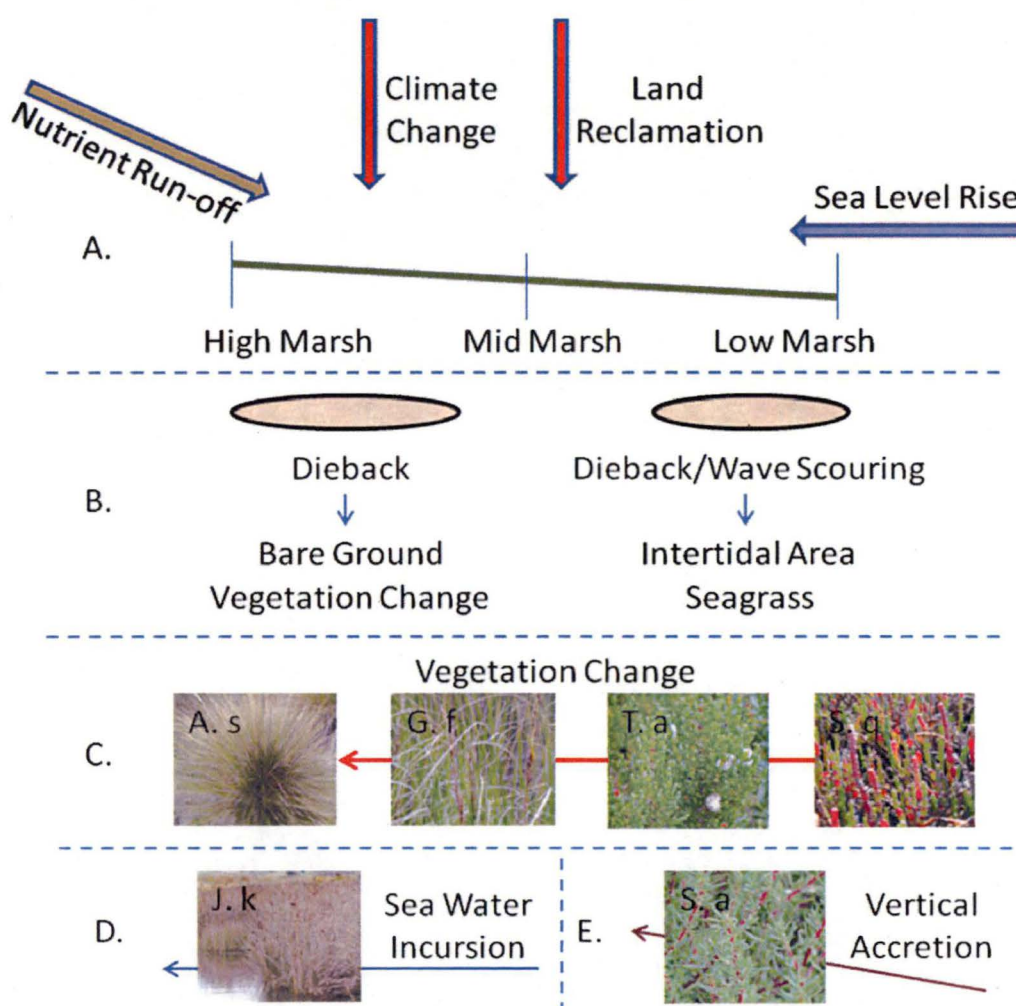 Nutrient Run-off
Climate
Change
Land
Reclamation
Sea Level Rise
A.
High Marsh
Mid Marsh
Low Marsh
B.
Dieback
Bare Ground
Vegetation Change
Dieback/Wave Scouring
Intertidal Area
Seagrass
Vegetation Change
C.
A. s
G. f
T. a
S. q
D.
J. k
Sea Water
Incursion
E.
S. a
Vertical
Accretion